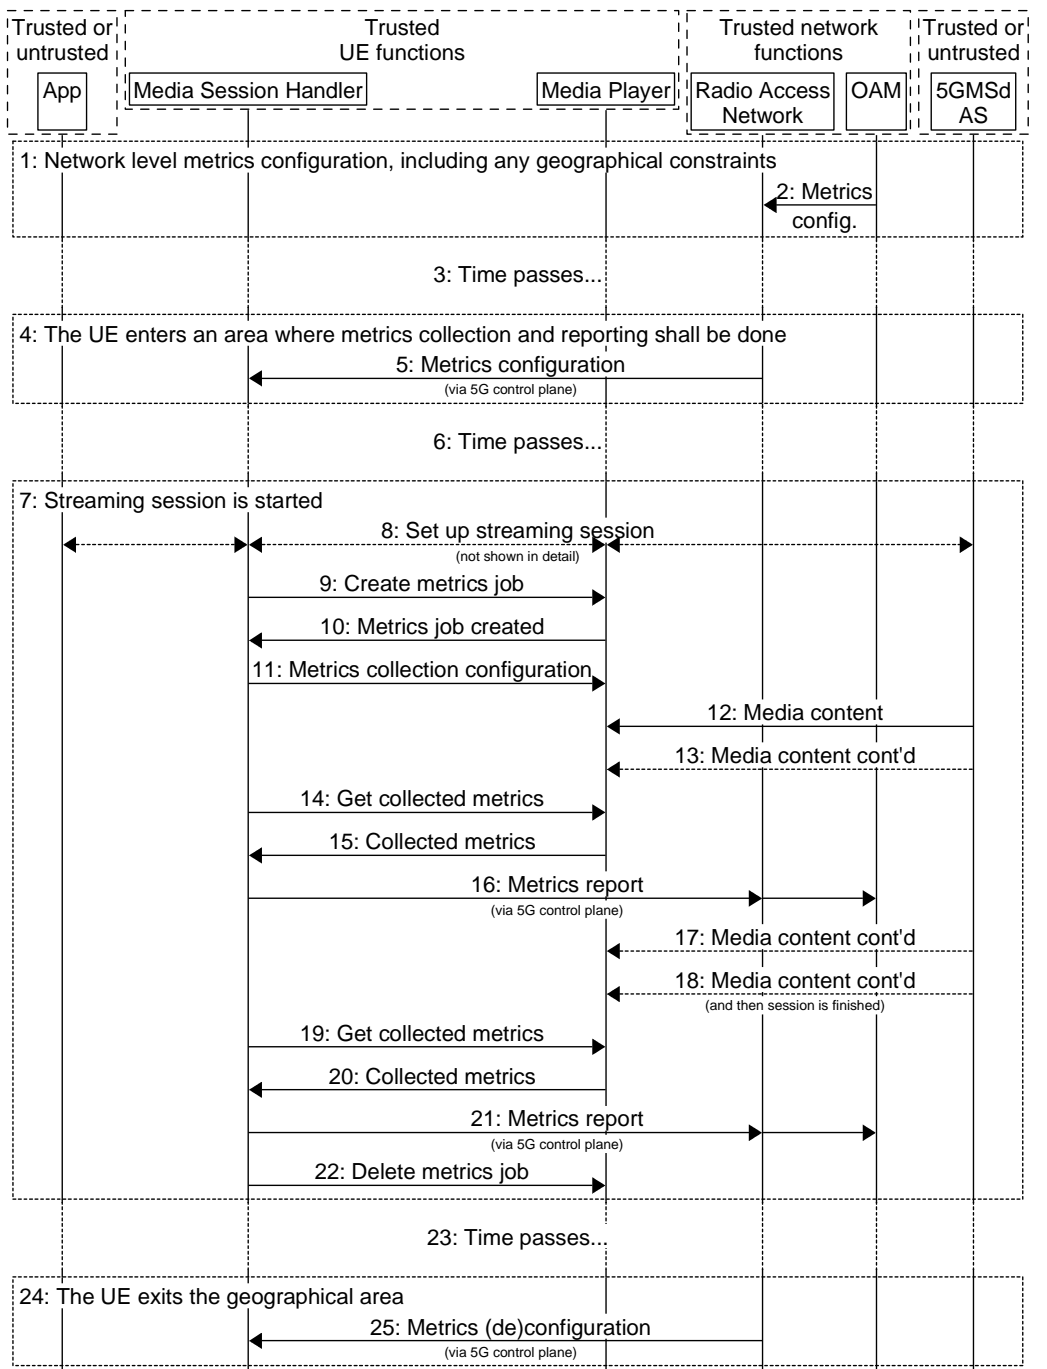 Trusted or
untrusted
Trusted
UE functions
Trusted network
functions
Trusted or
untrusted
App
Media Session Handler
Media Player
Radio Access
Network
OAM
5GMSd
AS
1: Network level metrics configuration, including any geographical constraints
2: Metrics
config.
3: Time passes...
4: The UE enters an area where metrics collection and reporting shall be done
5: Metrics configuration
(via 5G control plane)
6: Time passes...
7: Streaming session is started
8: Set up streaming session
(not shown in detail)
9: Create metrics job
10: Metrics job created
11: Metrics collection configuration
12: Media content
13: Media content cont'd
14: Get collected metrics
15: Collected metrics
16: Metrics report
(via 5G control plane)
17: Media content cont'd
18: Media content cont'd
(and then session is finished)
19: Get collected metrics
20: Collected metrics
21: Metrics report
(via 5G control plane)
22: Delete metrics job
23: Time passes...
24: The UE exits the geographical area
25: Metrics (de)configuration
(via 5G control plane)